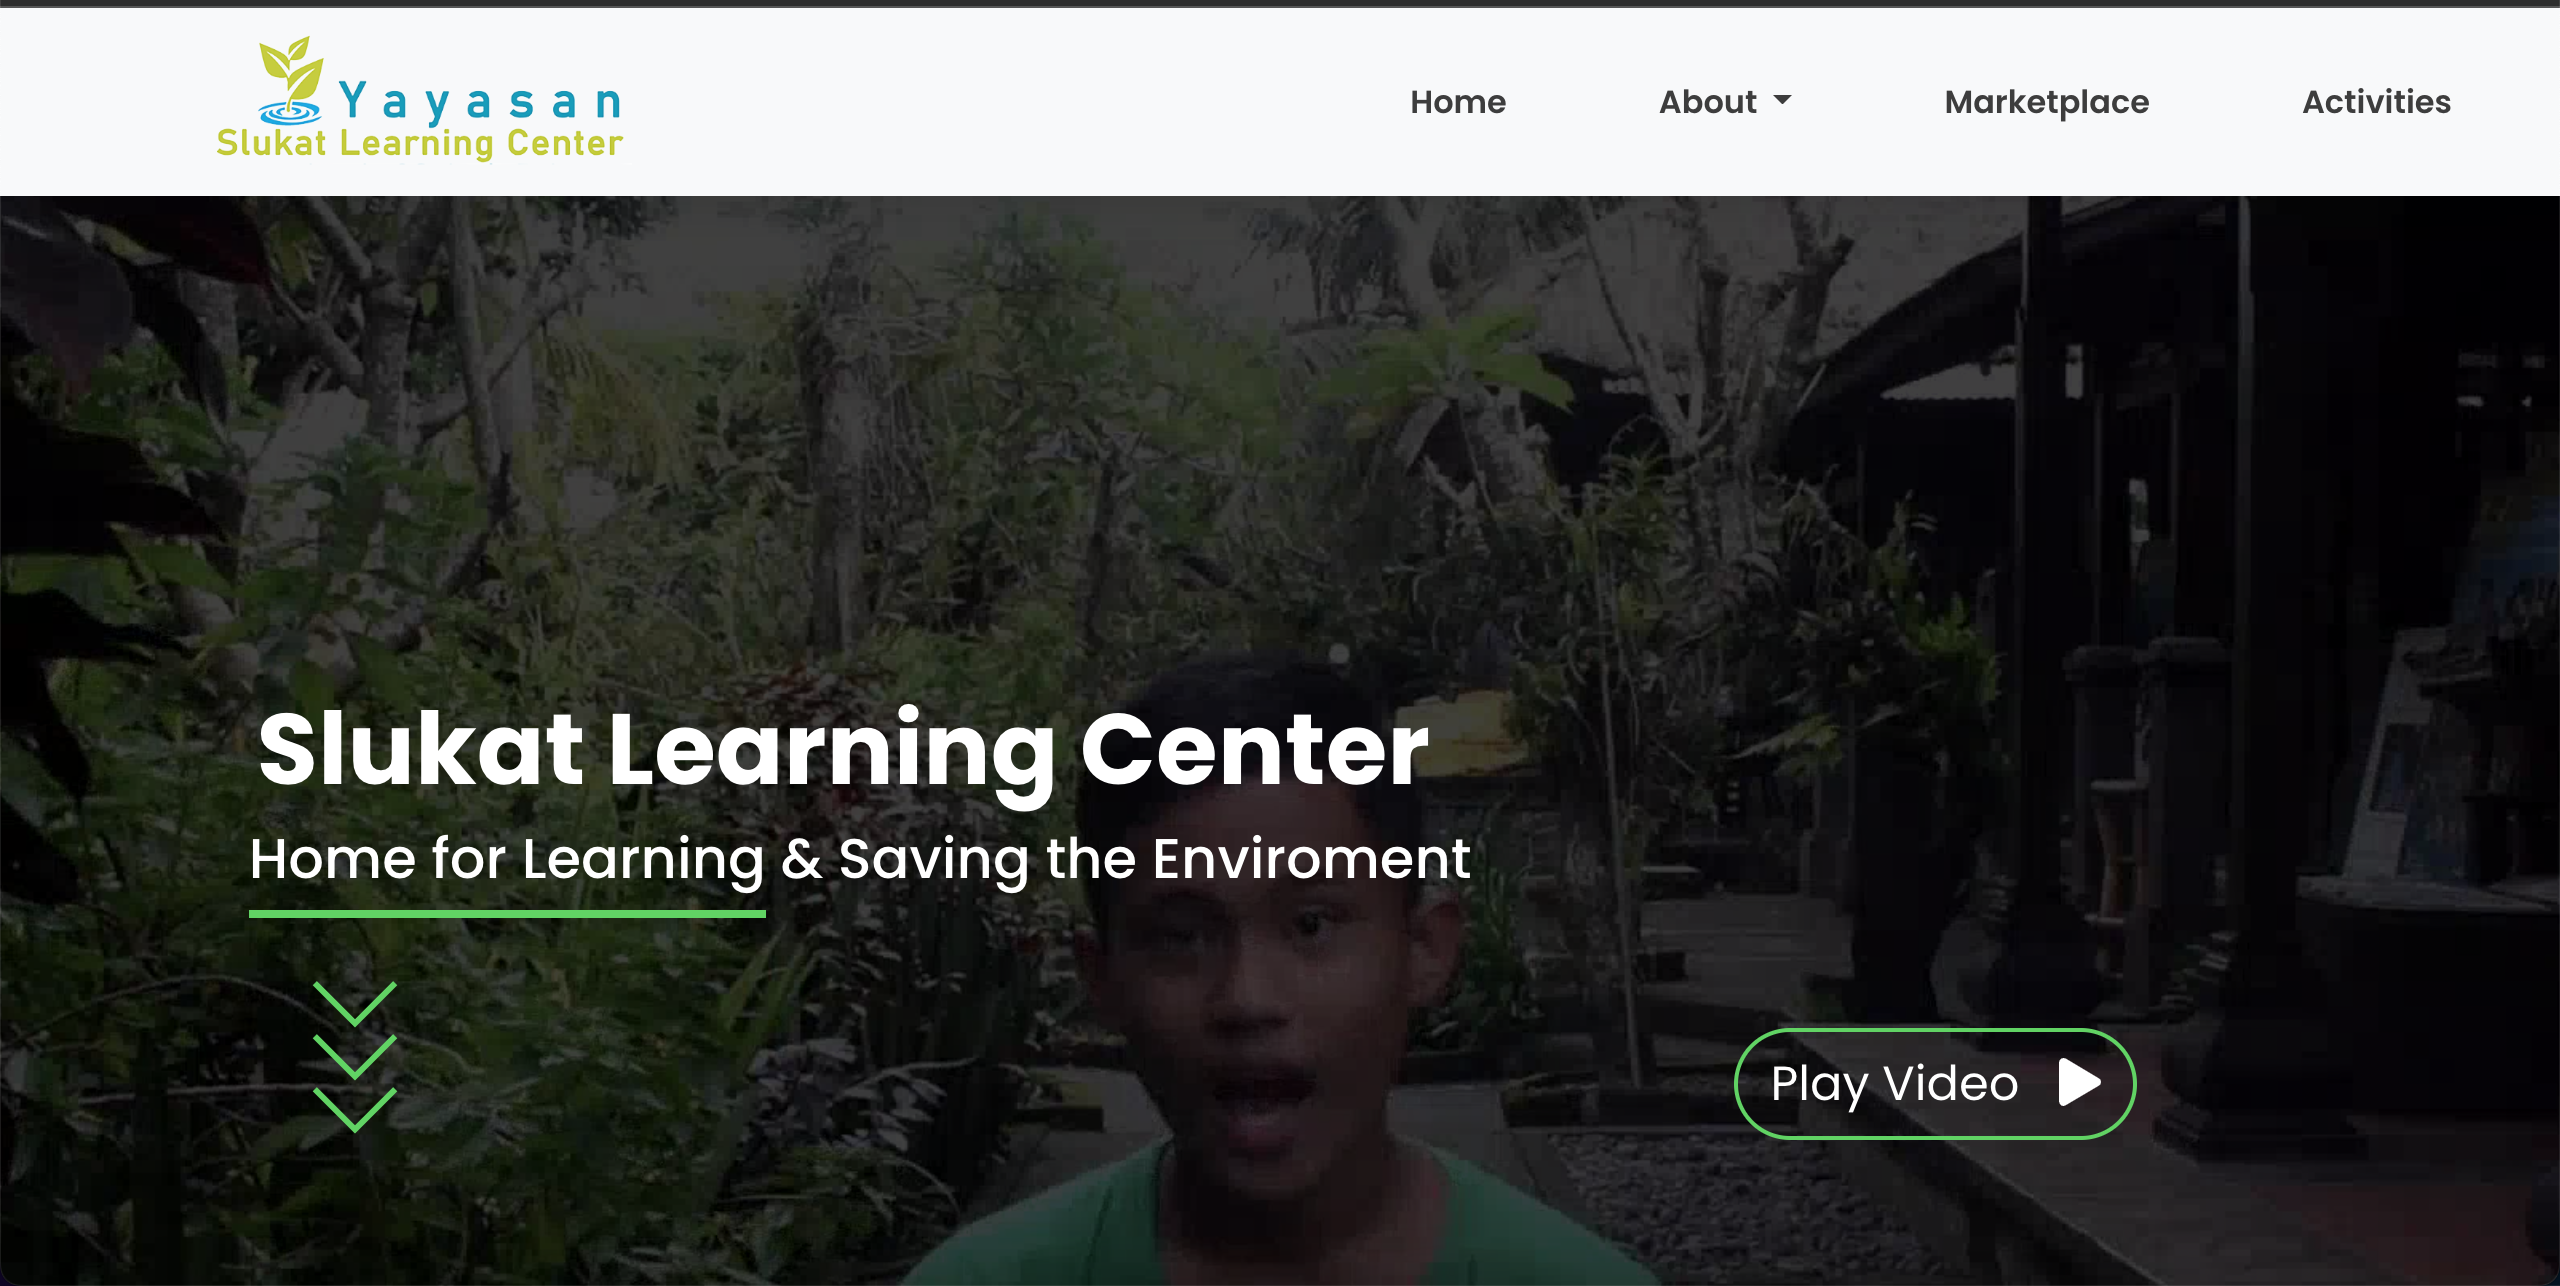 Yayasan
Slukat Learning Center
Home
About
Marketplace
Activities
Slukat Learning Center
Home for Learning & Saving the Enviroment
Play Video